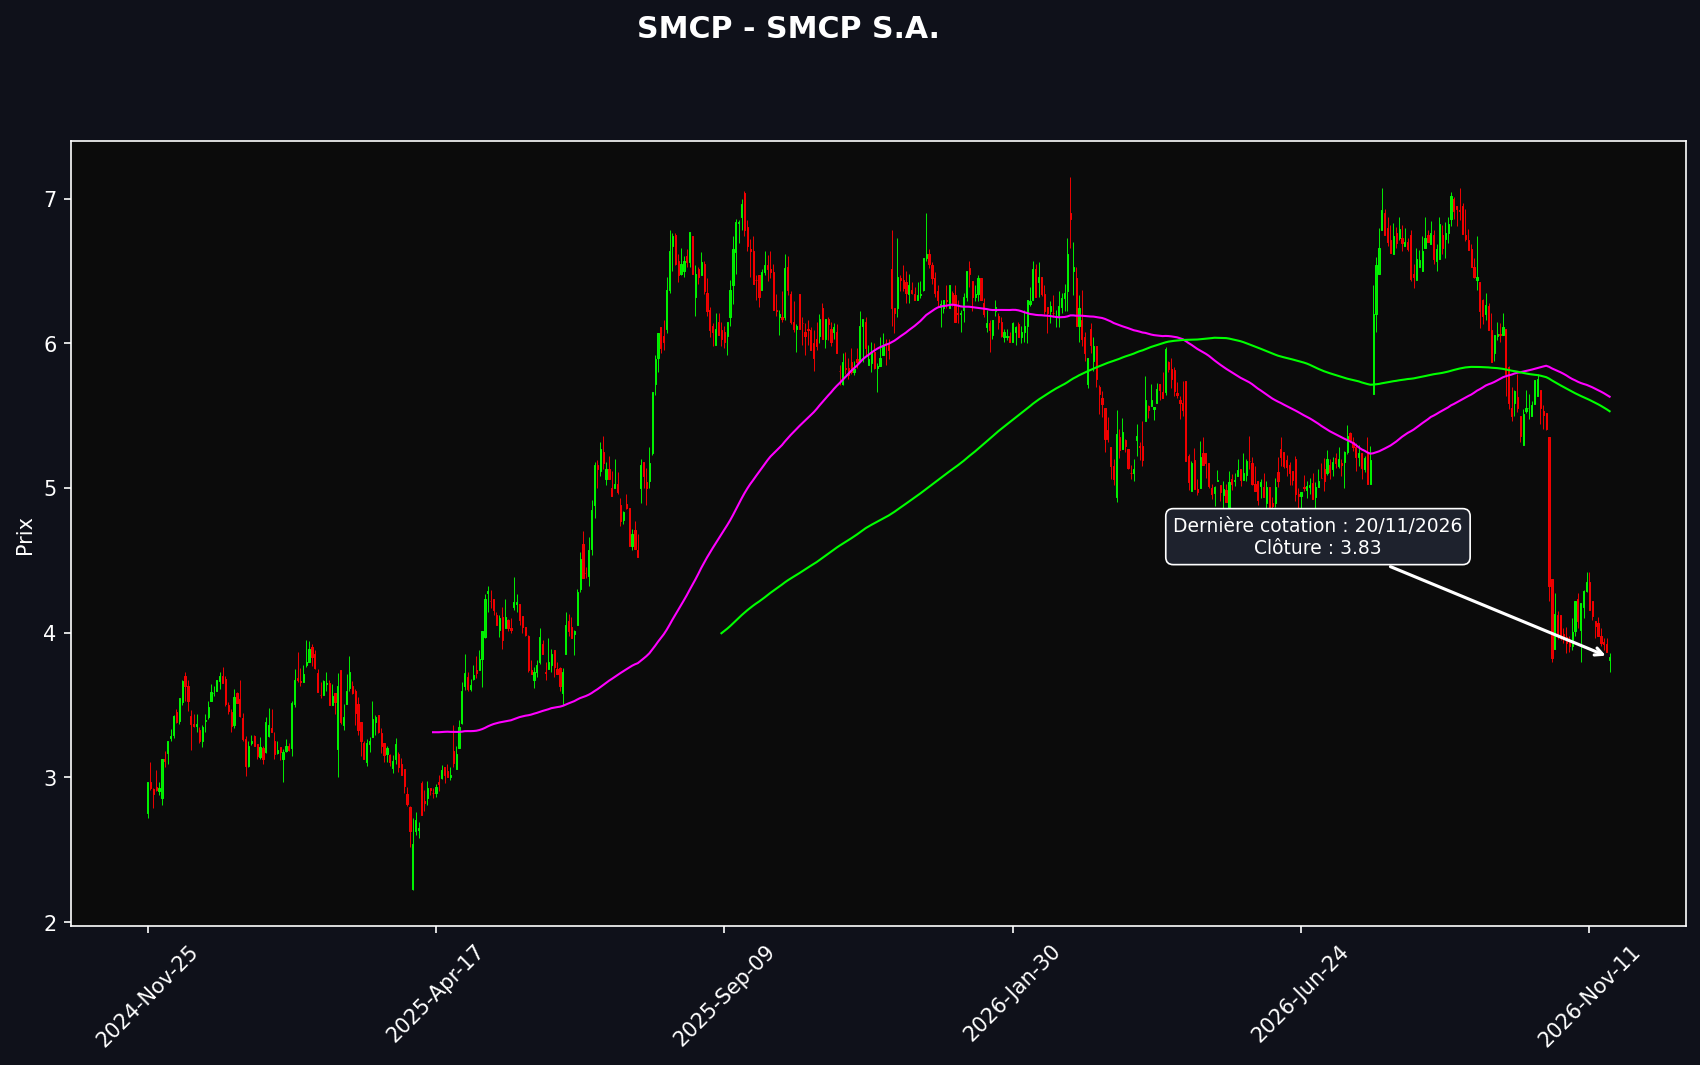 SMCP - SMCP S.A.
Prix
7
6
5
4
3
2
Dernière cotation : 20/11/2026
Clôture : 3.83
2024-Nov-25
2025-Apr-17
2025-Sep-09
2026-Jan-30
2026-Jun-24
2026-Nov-11